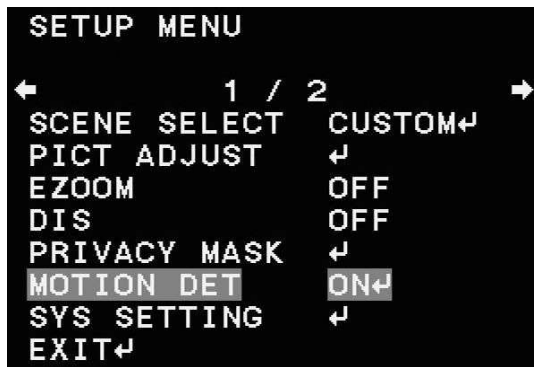 SETUP MENU
← 1 / 2 →
SCENE SELECT CUSTOM↵
PICT ADJUST ↵
EZOOM OFF
DIS OFF
PRIVACY MASK ↵
MOTION DET ON↵
SYS SETTING ↵
EXIT↵